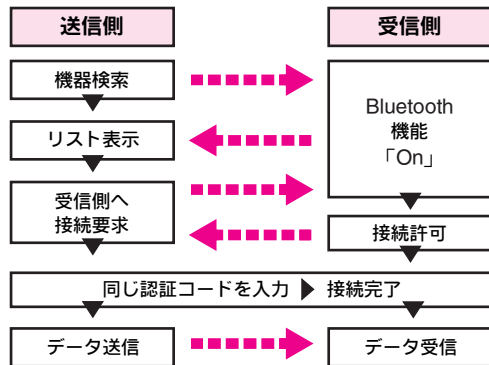 送信側
受信側
機器検索
リスト表示
Bluetooth
機能
「On」
受信側へ
接続要求
接続許可
同じ認証コードを入力 ▶ 接続完了
データ送信
データ受信